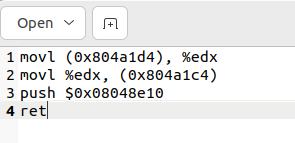 Open
1 movl (0x804a1d4), %edx
2 movl %edx, (0x804a1c4)
3 push $0x08048e10
4 ret